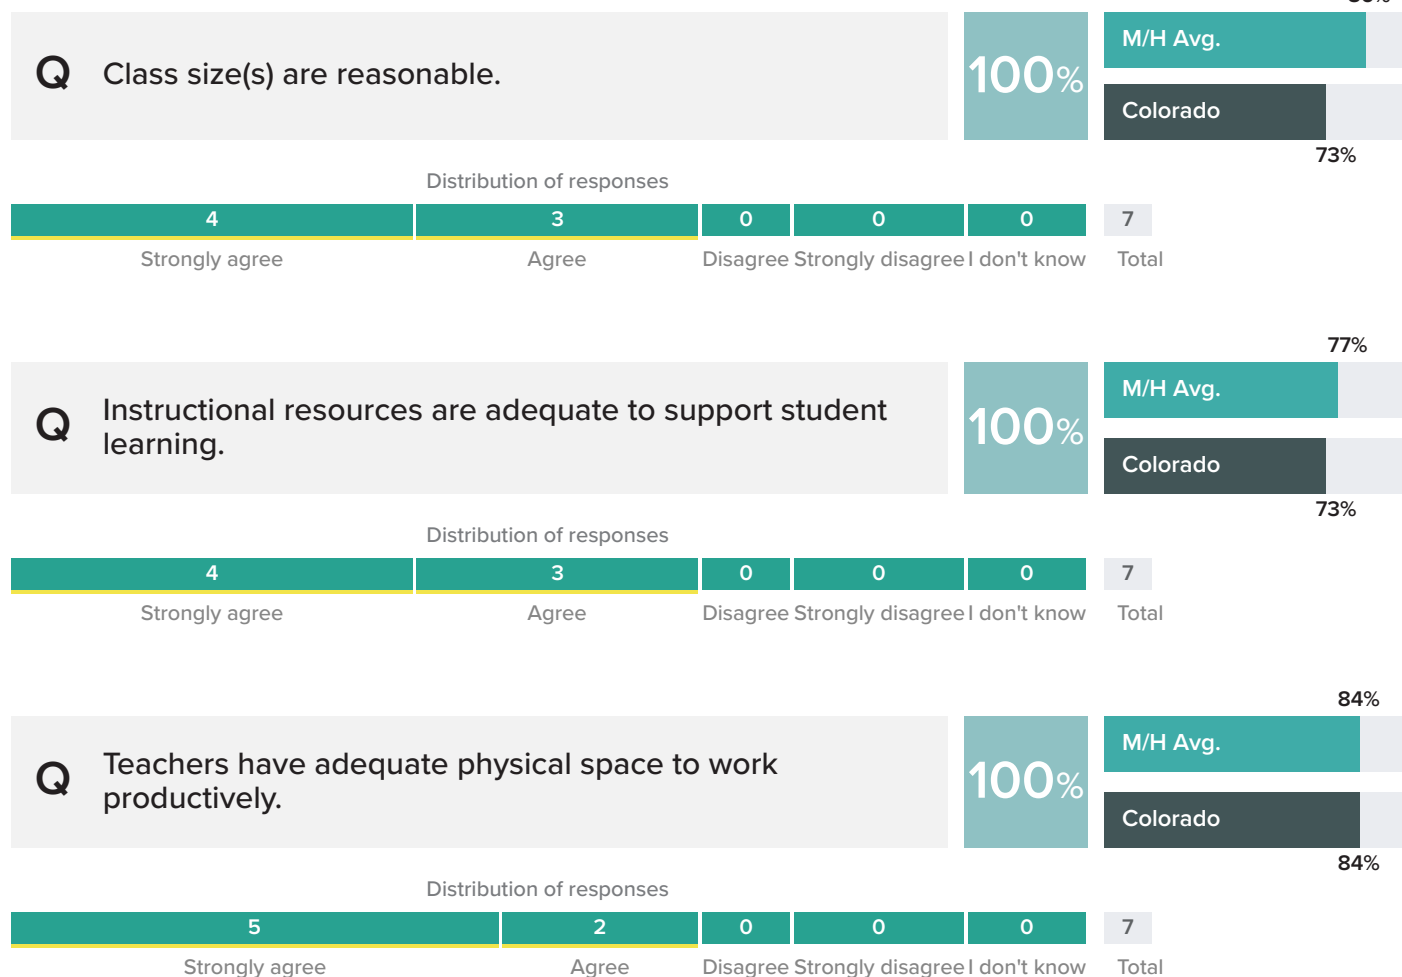 Q Class size(s) are reasonable.
100%
M/H Avg.
Colorado
73%
Distribution of responses
4 3 0 0 0 7
Strongly agree Agree Disagree Strongly disagree I don't know Total
77%
Q Instructional resources are adequate to support student
learning.
100%
M/H Avg.
Colorado
73%
Distribution of responses
4 3 0 0 0 7
Strongly agree Agree Disagree Strongly disagree I don't know Total
84%
Q Teachers have adequate physical space to work
productively.
100%
M/H Avg.
Colorado
84%
Distribution of responses
5 2 0 0 0 7
Strongly agree Agree Disagree Strongly disagree I don't know Total